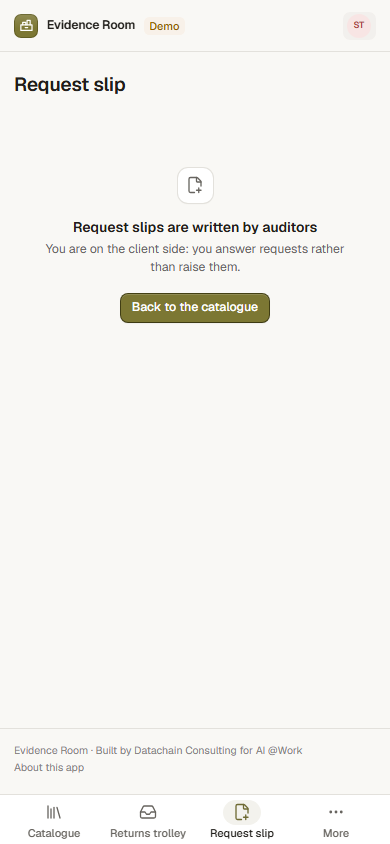 Evidence Room Demo ST
Request slip
Request slips are written by auditors
You are on the client side: you answer requests rather
than raise them.
Back to the catalogue
Evidence Room · Built by Datachain Consulting for AI @Work
About this app
Catalogue Returns trolley Request slip More